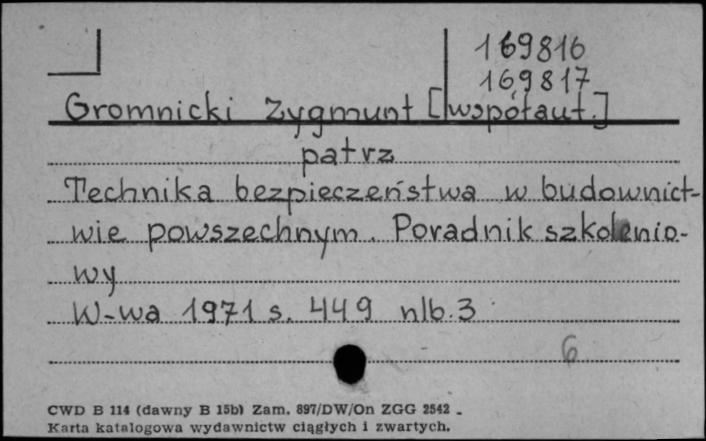 169816
169817
Gromnicki Zygmunt [współaut.]
patrz
Technika bezpieczeństwa w budownict-
wie powszechnym. Poradnik szkolenio-
wy
W-wa 1971 s. 449 nlb. 3
6
CWD B 114 (dawny B 15b) Zam. 897/DW/On ZGG 2542 .
Karta katalogowa wydawnictw ciągłych i zwartych.